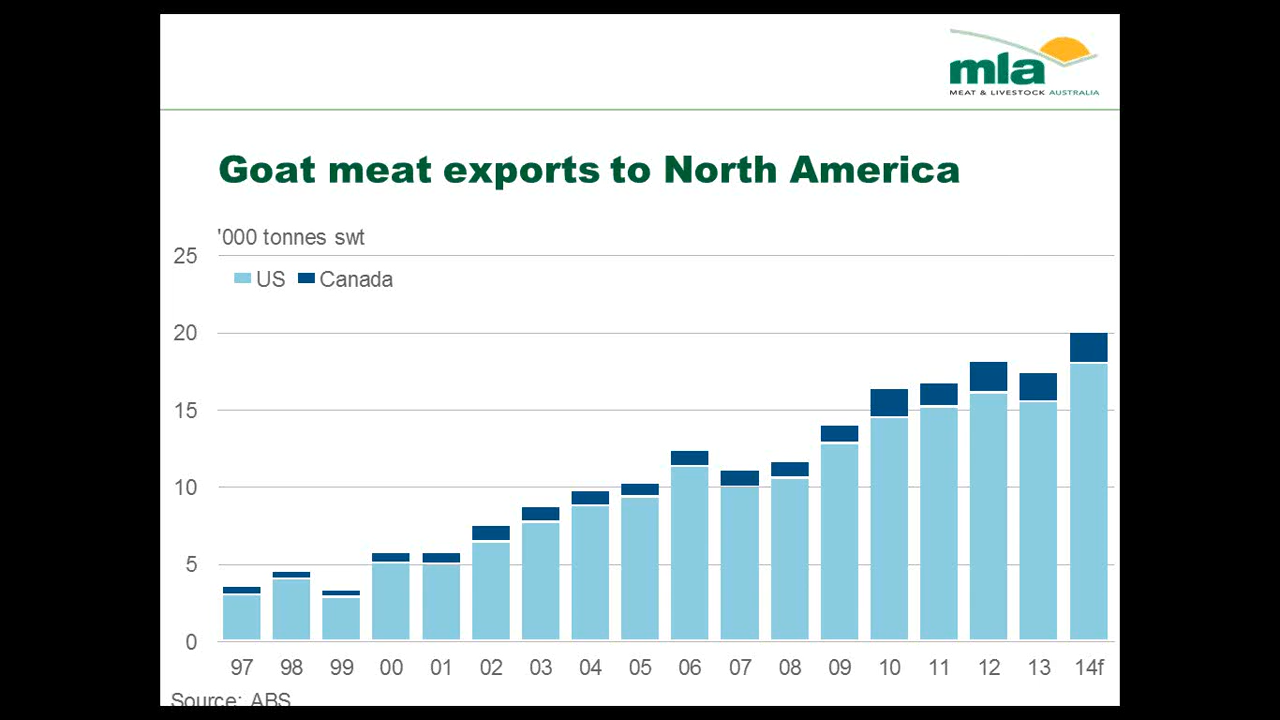 mla
MEAT & LIVESTOCK AUSTRALIA
Goat meat exports to North America
'000 tonnes swt
25
US Canada
20
15
10
5
0
97 98 99 00 01 02 03 04 05 06 07 08 09 10 11 12 13 14f
Source: ABS